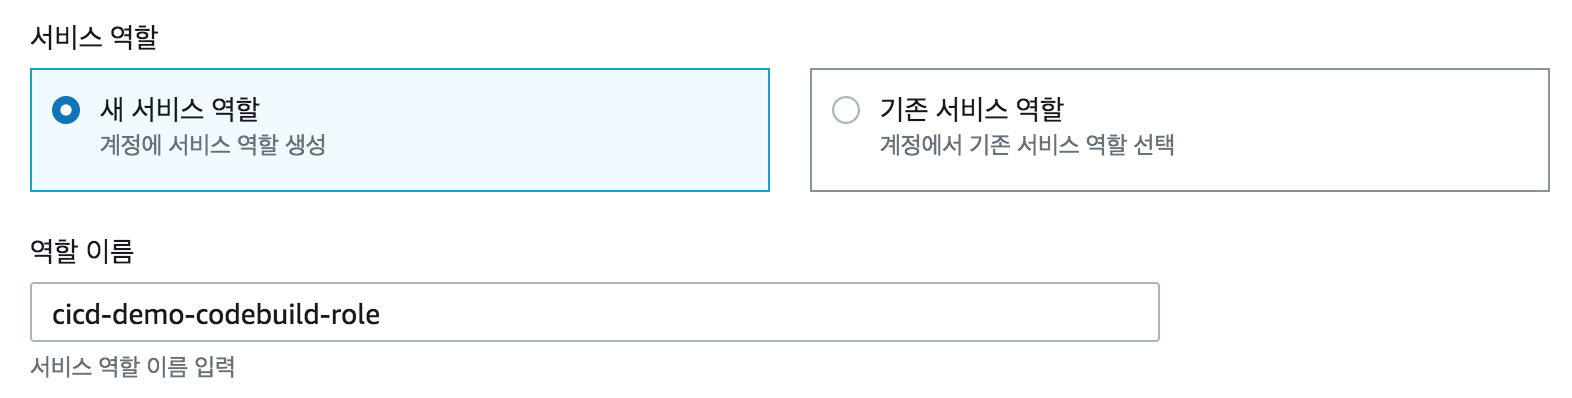 서비스 역할
새 서비스 역할
계정에 서비스 역할 생성
기존 서비스 역할
계정에서 기존 서비스 역할 선택
역할 이름
cicd-demo-codebuild-role
서비스 역할 이름 입력